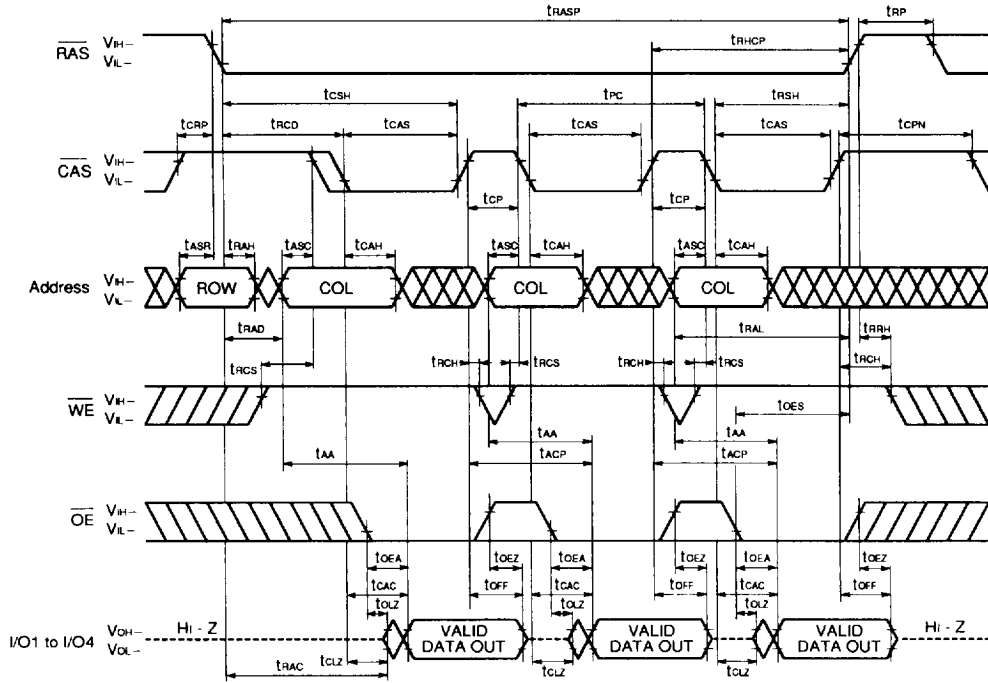 tRASP tRP
RAS VIH– tRHCP
VIL–
tCSH tPC tRSH
tCRP tRCD tCAS tCAS tCAS tCPN
CAS VIH–
VIL–
tCP tCP
tASR tRAH tASC tCAH tASC tCAH tASC tCAH
Address VIH– ROW COL COL COL
VIL–
tRAD tRAL tRRH
tRCS tRCH tRCS tRCH tRCS tRCH
WE VIH–
VIL– tOES
tAA tAA tAA
tACP tACP
OE VIH–
VIL–
tOEA tOEZ tOEA tOEZ tOEA tOEZ
tCAC tOFF tCAC tOFF tCAC tOFF
tOLZ tOLZ tOLZ
I/O1 to I/O4 VOH– HI - Z VALID DATA OUT VALID DATA OUT VALID DATA OUT HI - Z
VOL–
tRAC tCLZ tCLZ tCLZ